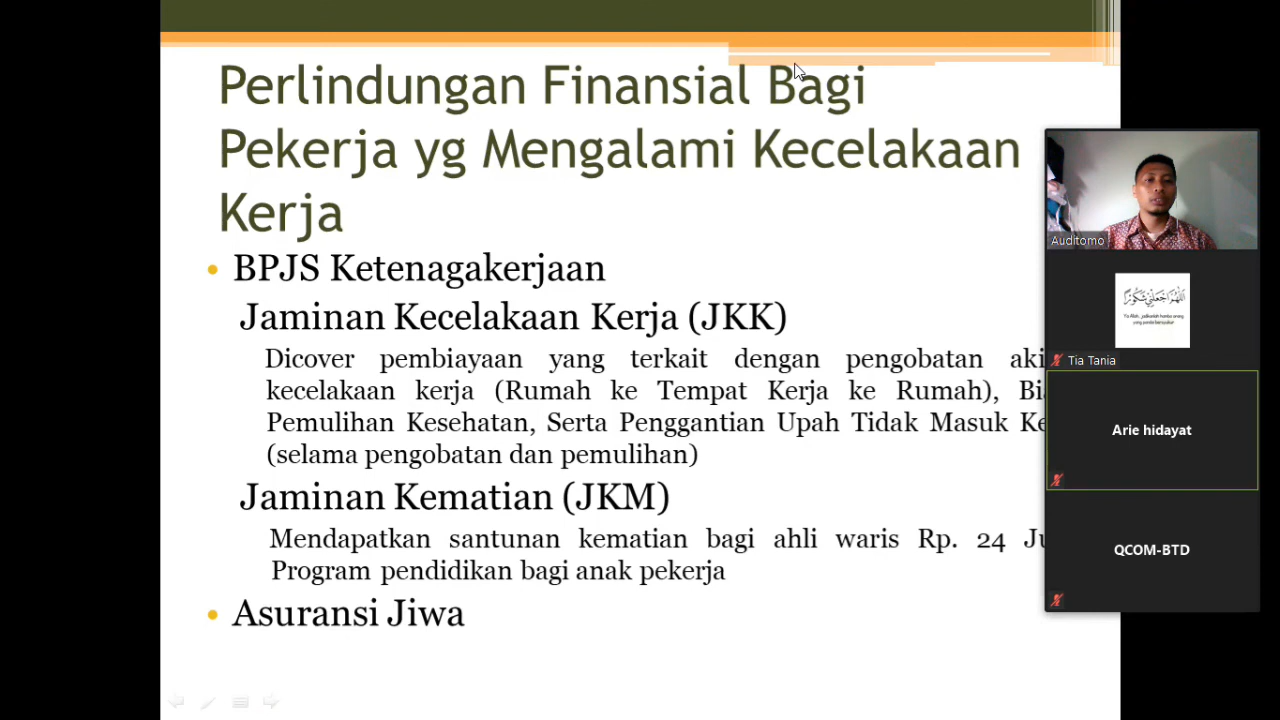 Perlindungan Finansial Bagi
Pekerja yg Mengalami Kecelakaan
Kerja
• BPJS Ketenagakerjaan
Jaminan Kecelakaan Kerja (JKK)
Dicover pembiayaan yang terkait dengan pengobatan
kecelakaan kerja (Rumah ke Tempat Kerja ke Rumah),
Pemulihan Kesehatan, Serta Penggantian Upah Tidak Masuk
(selama pengobatan dan pemulihan)
Jaminan Kematian (JKM)
Mendapatkan santunan kematian bagi ahli waris Rp. 24
Program pendidikan bagi anak pekerja
• Asuransi Jiwa
Auditomo
Tia Tania
Arie hidayat
QCOM-BTD